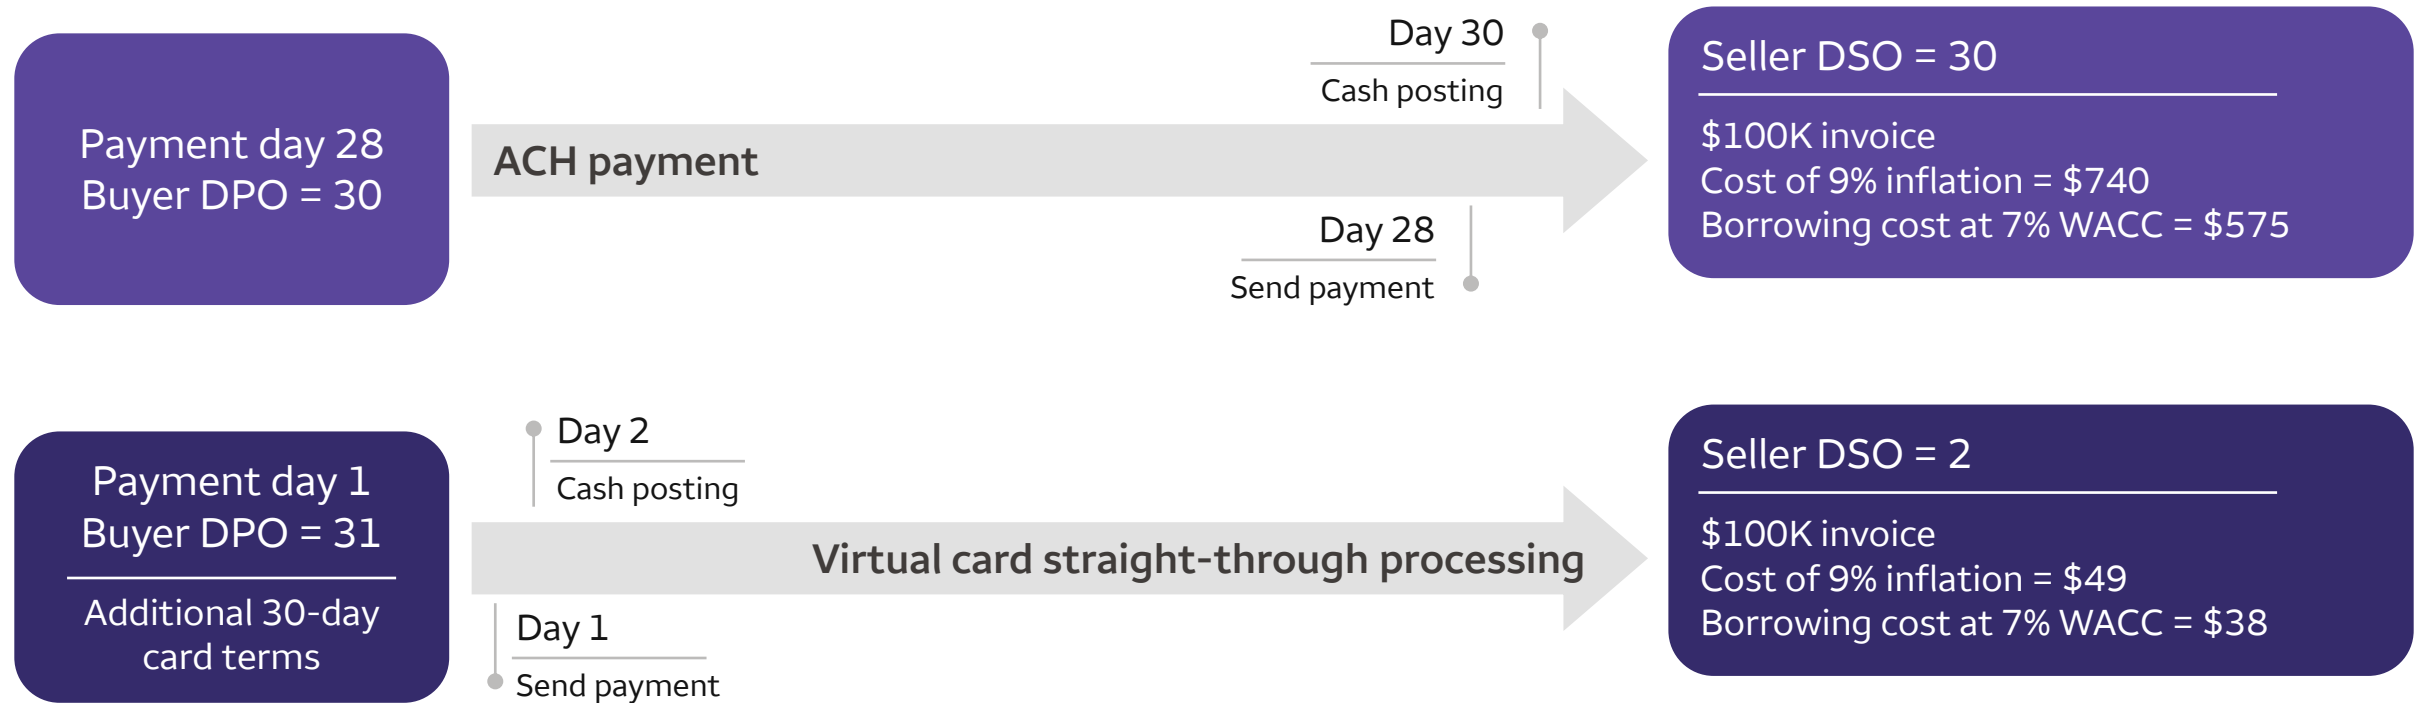 Payment day 28
Buyer DPO = 30
ACH payment
Day 30
Cash posting
Day 28
Send payment
Seller DSO = 30
$100K invoice
Cost of 9% inflation = $740
Borrowing cost at 7% WACC = $575
Payment day 1
Buyer DPO = 31
Additional 30-day
card terms
Day 2
Cash posting
Virtual card straight-through processing
Day 1
Send payment
Seller DSO = 2
$100K invoice
Cost of 9% inflation = $49
Borrowing cost at 7% WACC = $38